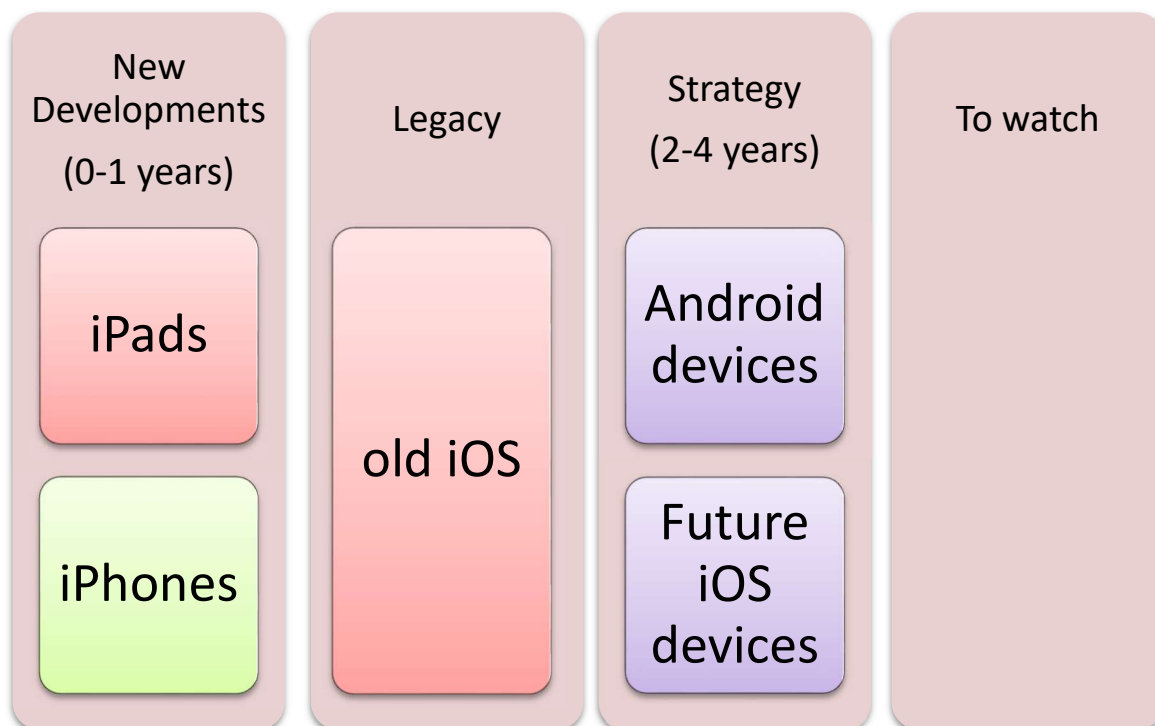 New
Developments
(0-1 years)
iPads
iPhones
Legacy
old iOS
Strategy
(2-4 years)
Android
devices
Future
iOS
devices
To watch